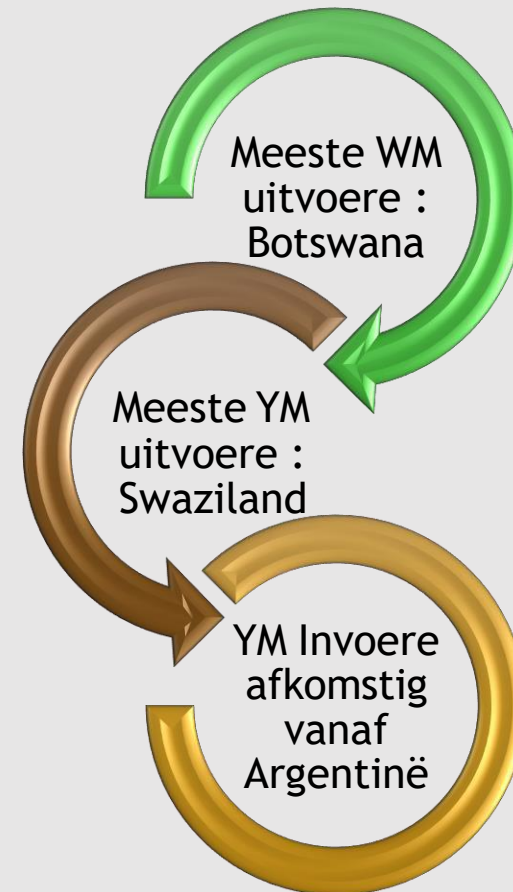 Meeste WM
uitvoere :
Botswana
Meeste YM
uitvoere :
Swaziland
YM Invoere
afkomstig
vanaf
Argentinë